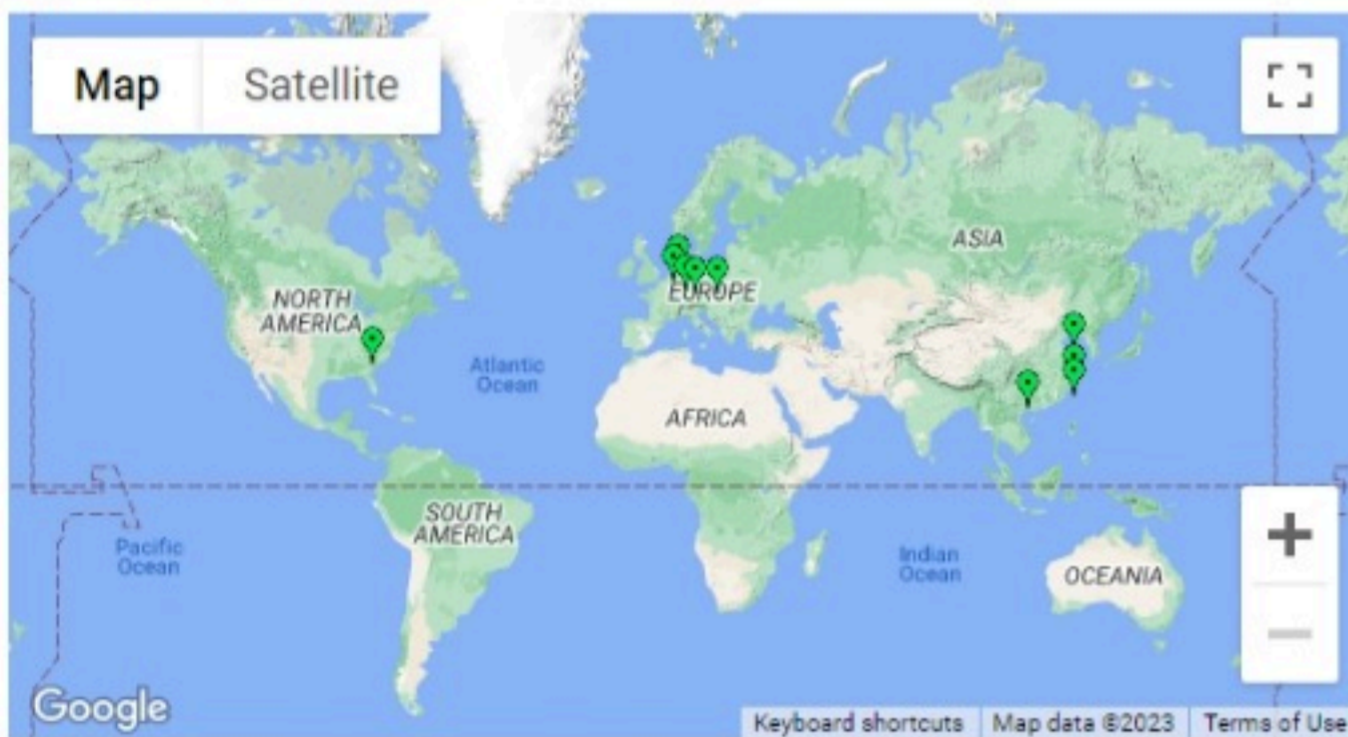 Map
Satellite
ASIA
NORTH
AMERICA
EUROPE
Atlantic
Ocean
AFRICA
SOUTH
AMERICA
Pacific
Ocean
Indian
Ocean
OCEANIA
Google
Keyboard shortcuts
Map data ©2023
Terms of Use